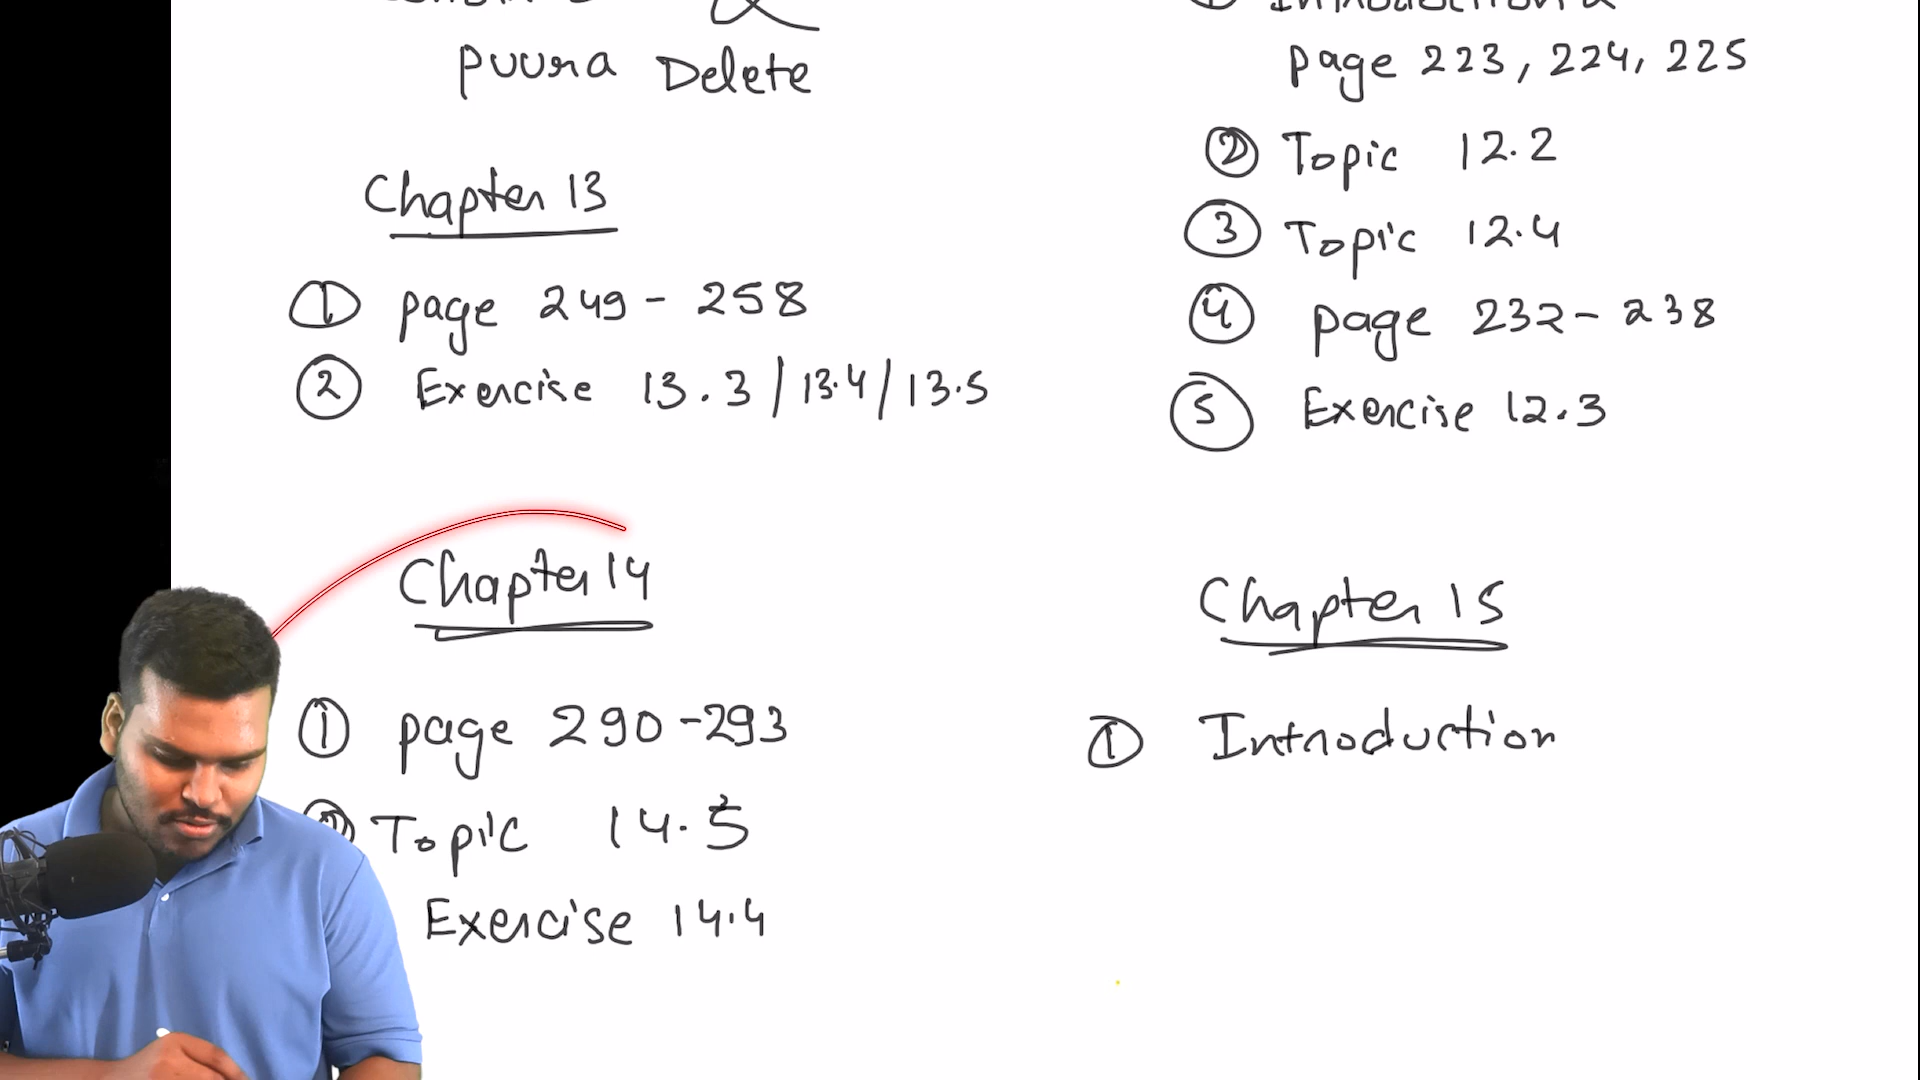 puura Delete
Chapter 13
① page 249 - 258
② Exercise 13.3 / 13.4 / 13.5
Chapter 14
① page 290 - 293
② Topic 14.5
Exercise 14.4
page 223, 224, 225
② Topic 12.2
③ Topic 12.4
④ page 232 - 238
⑤ Exercise 12.3
Chapter 15
① Introduction